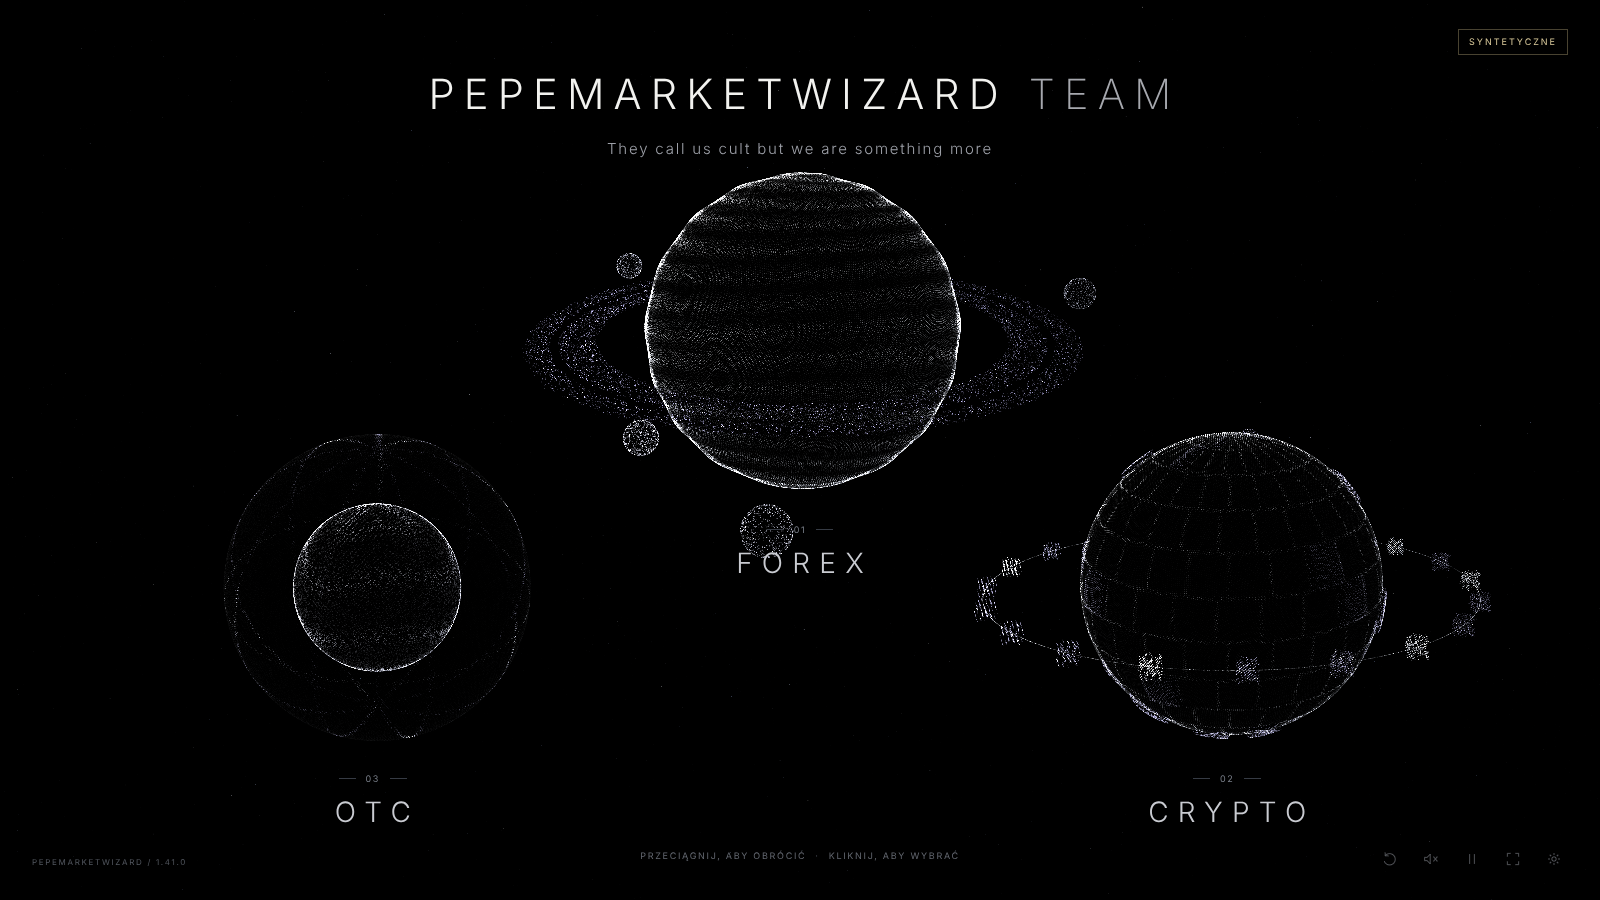 SYNTETYCZNE
PEPEMARKETWIZARD TEAM
They call us cult but we are something more
01
FOREX
03
OTC
02
CRYPTO
PRZECIĄGNIJ, ABY OBRÓCIĆ · KLIKNIJ, ABY WYBRAĆ
PEPEMARKETWIZARD / 1.41.0